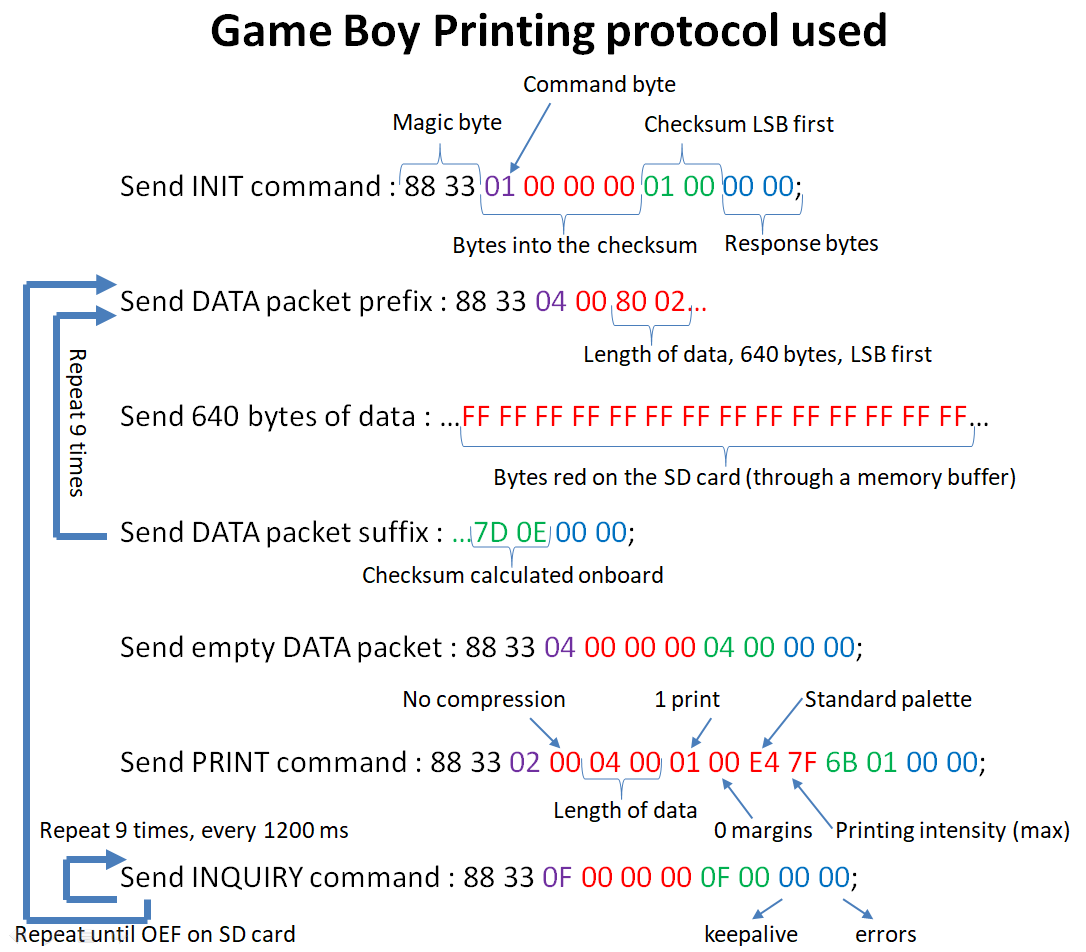 Game Boy Printing protocol used
Command byte
Magic byte
Checksum LSB first
Send INIT command : 88 33 01 00 00 00 01 00 00 00;
Bytes into the checksum
Response bytes
Send DATA packet prefix : 88 33 04 00 80 02...
Length of data, 640 bytes, LSB first
Repeat 9 times
Send 640 bytes of data : ...FF FF FF FF FF FF FF FF FF FF FF FF FF FF...
Bytes red on the SD card (through a memory buffer)
Send DATA packet suffix : ...7D 0E 00 00;
Checksum calculated onboard
Send empty DATA packet : 88 33 04 00 00 00 04 00 00 00;
No compression
1 print
Standard palette
Send PRINT command : 88 33 02 00 04 00 01 00 E4 7F 6B 01 00 00;
Length of data
0 margins
Printing intensity (max)
Repeat 9 times, every 1200 ms
Send INQUIRY command : 88 33 0F 00 00 00 0F 00 00 00;
Repeat until OEF on SD card
keepalive
errors